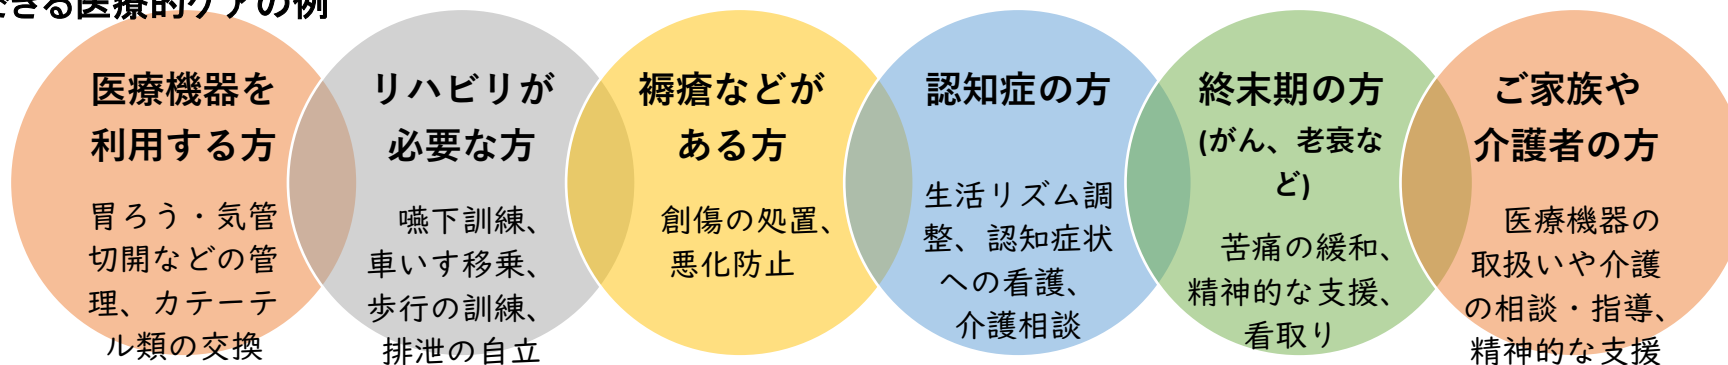 きる医療的ケアの例
医療機器を
利用する方
胃ろう・気管
切開などの管
理、カテーテ
ル類の交換
リハビリが
必要な方
嚥下訓練、
車いす移乗、
歩行の訓練、
排泄の自立
褥瘡などが
ある方
創傷の処置、
悪化防止
認知症の方
生活リズム調
整、認知症状
への看護、
介護相談
終末期の方
(がん、老衰な
ど)
苦痛の緩和、
精神的な支援、
看取り
ご家族や
介護者の方
医療機器の
取扱いや介護
の相談・指導、
精神的な支援